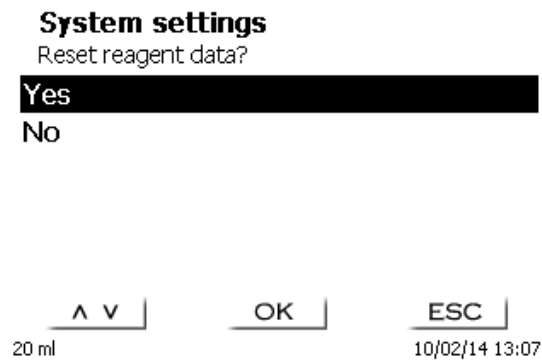 System settings
Reset reagent data?
Yes
No
∧ ∨ OK ESC
20 ml 10/02/14 13:07